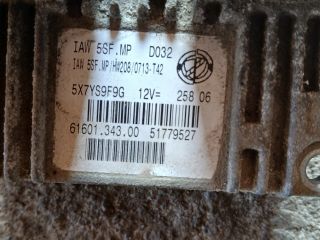 IAW 5SF.MP D032
IAW 5SF.MP/HW208/0713-T42
5X7YS9F9G 12V= 258 06
61601.343.00 51779527